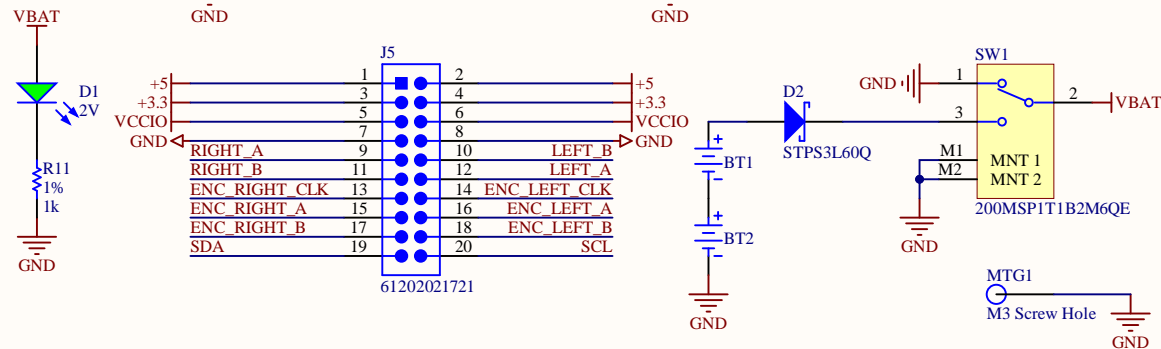 GND
GND
VBAT
D1
2V
R11
1%
1k
GND
J5
+5 1 2 +5
+3.3 3 4 +3.3
VCCIO 5 6 VCCIO
GND 7 8 GND
RIGHT_A 9 10 LEFT_B
RIGHT_B 11 12 LEFT_A
ENC_RIGHT_CLK 13 14 ENC_LEFT_CLK
ENC_RIGHT_A 15 16 ENC_LEFT_A
ENC_RIGHT_B 17 18 ENC_LEFT_B
SDA 19 20 SCL
61202021721
D2
STPS3L60Q
+
BT1
+
BT2
GND
SW1
GND 1
2 VBAT
3
M1 MNT 1
M2 MNT 2
200MSP1T1B2M6QE
GND
MTG1
M3 Screw Hole
GND